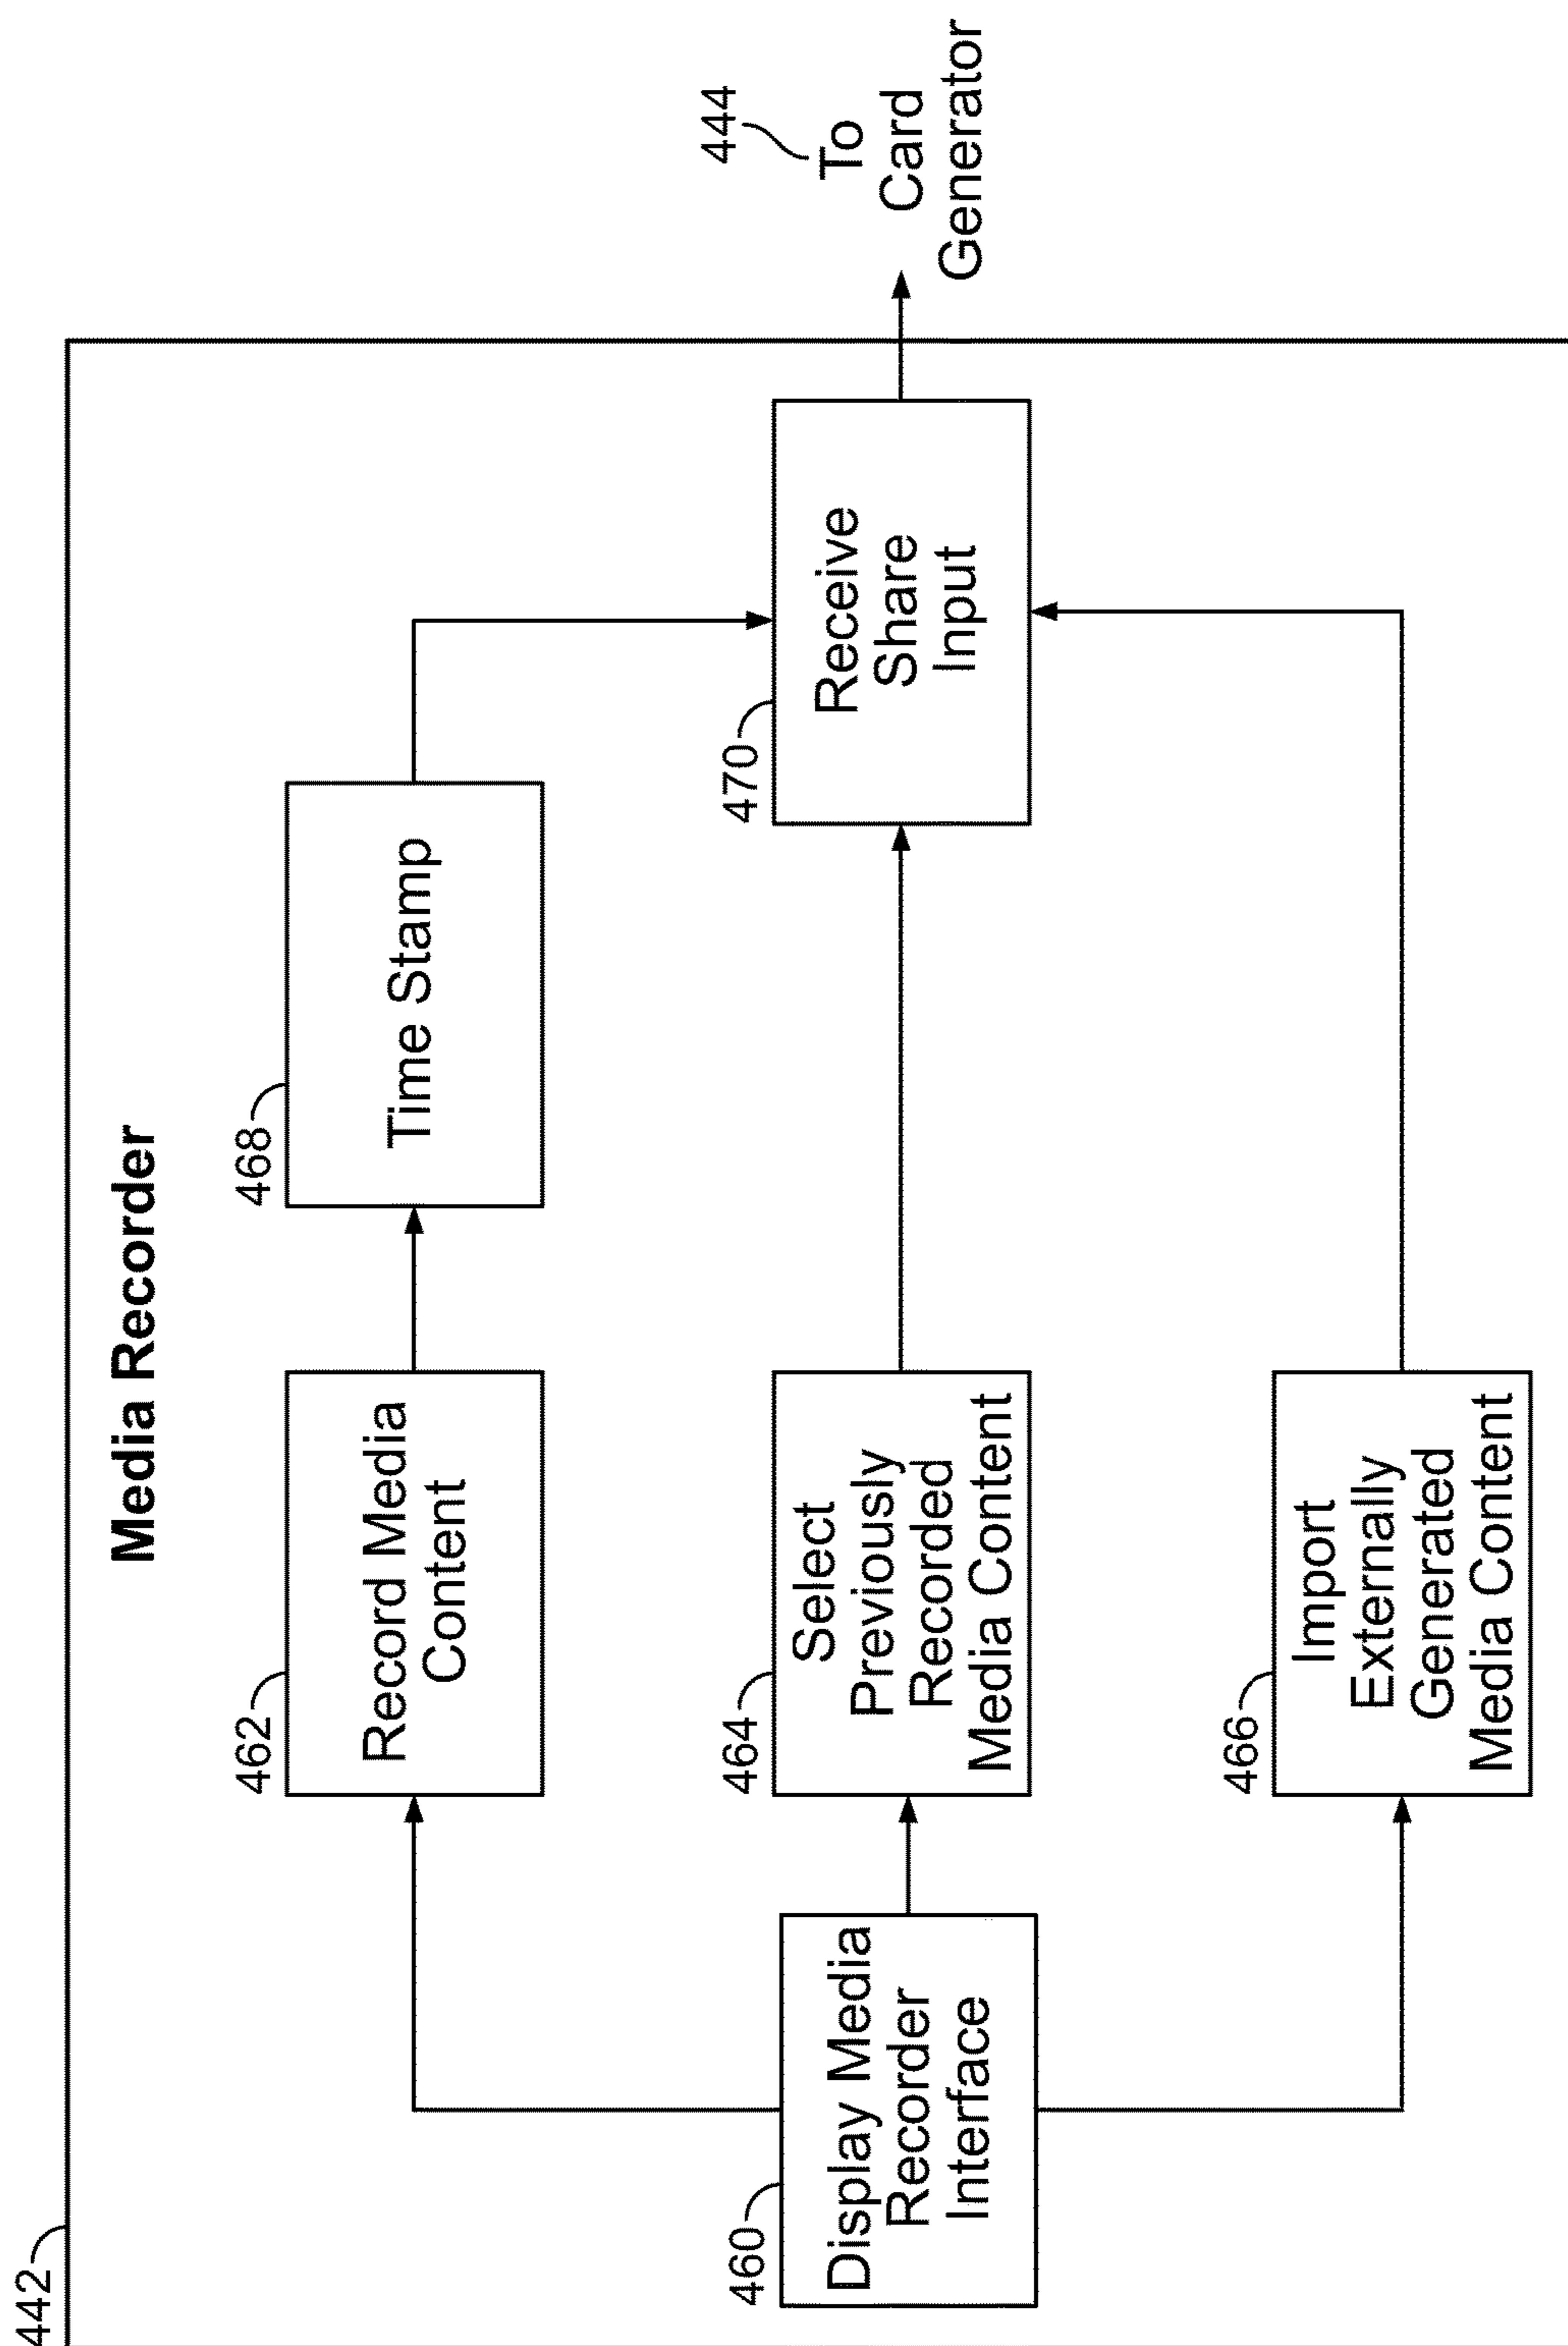 442
Media Recorder
460
Display Media
Recorder
Interface
462
Record Media
Content
468
Time Stamp
464
Select
Previously
Recorded
Media Content
466
Import
Externally
Generated
Media Content
470
Receive
Share
Input
444
To
Card
Generator